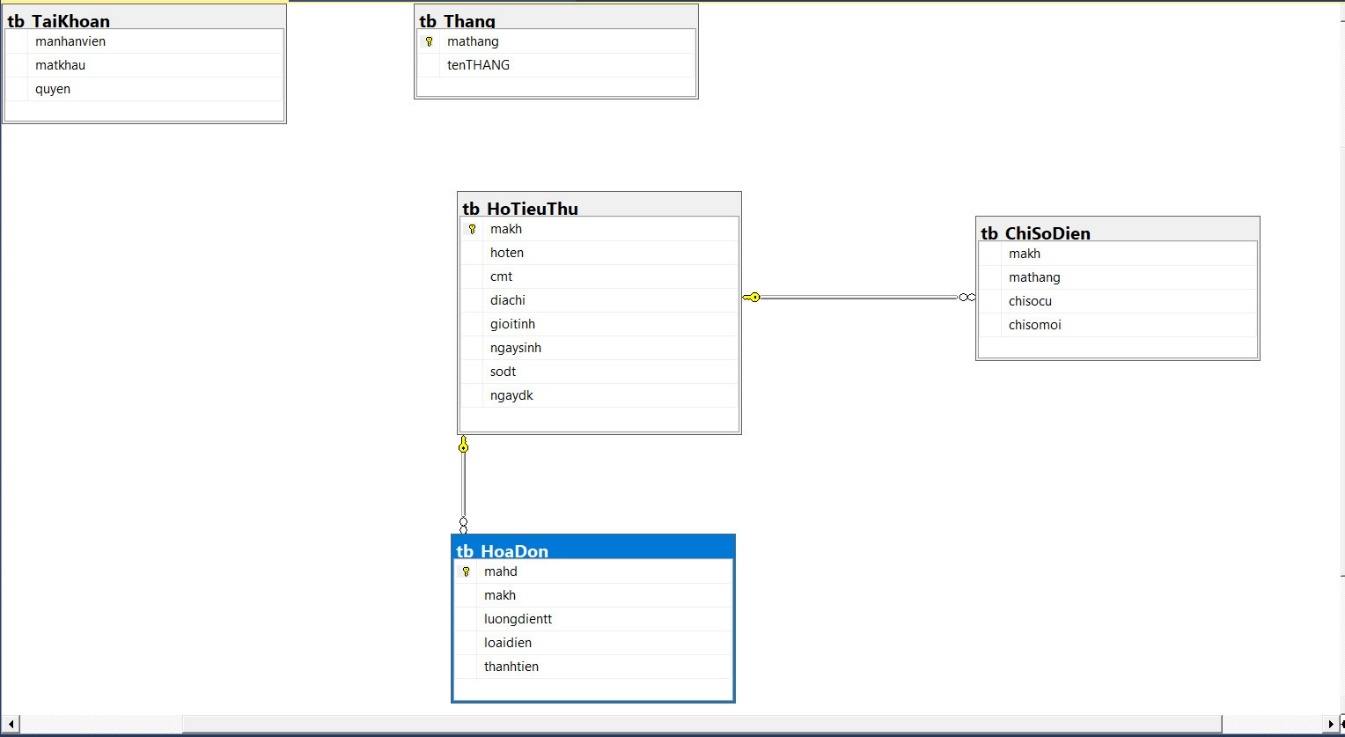 tb_TaiKhoan
manhanvien
matkhau
quyen
tb_Thang
mathang
tenTHANG
tb_HoTieuThu
makh
hoten
cmt
diachi
gioitinh
ngaysinh
sodt
ngaydk
tb_ChiSoDien
makh
mathang
chisocu
chisomoi
tb_HoaDon
mahd
makh
luongdientt
loaidien
thanhtien